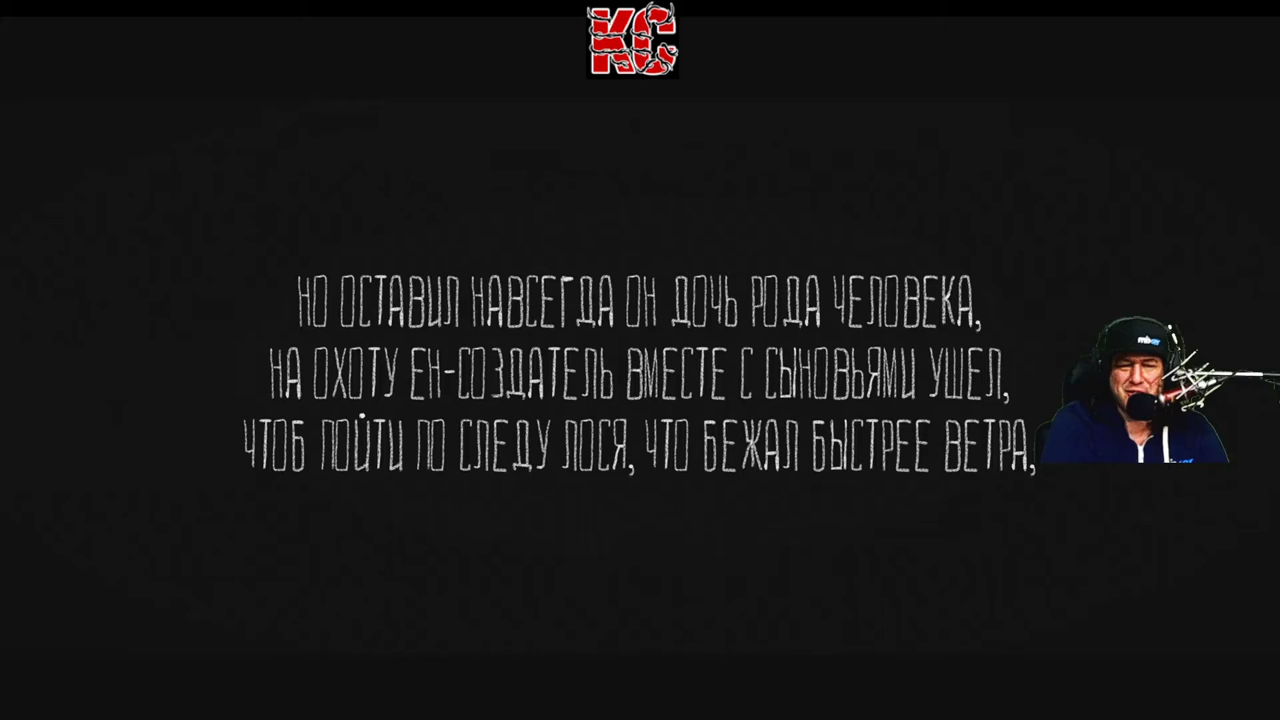 КС
НО ОСТАВИЛ НАВСЕГДА ОН ДОЧЬ РОДА ЧЕЛОВЕКА,
НА ОХОТУ ЕН-СОЗДАТЕЛЬ ВМЕСТЕ С СЫНОВЬЯМИ УШЕЛ,
ЧТОБ ПОЙТИ ПО СЛЕДУ ЛОСЯ, ЧТО БЕЖАЛ БЫСТРЕЕ ВЕТРА,